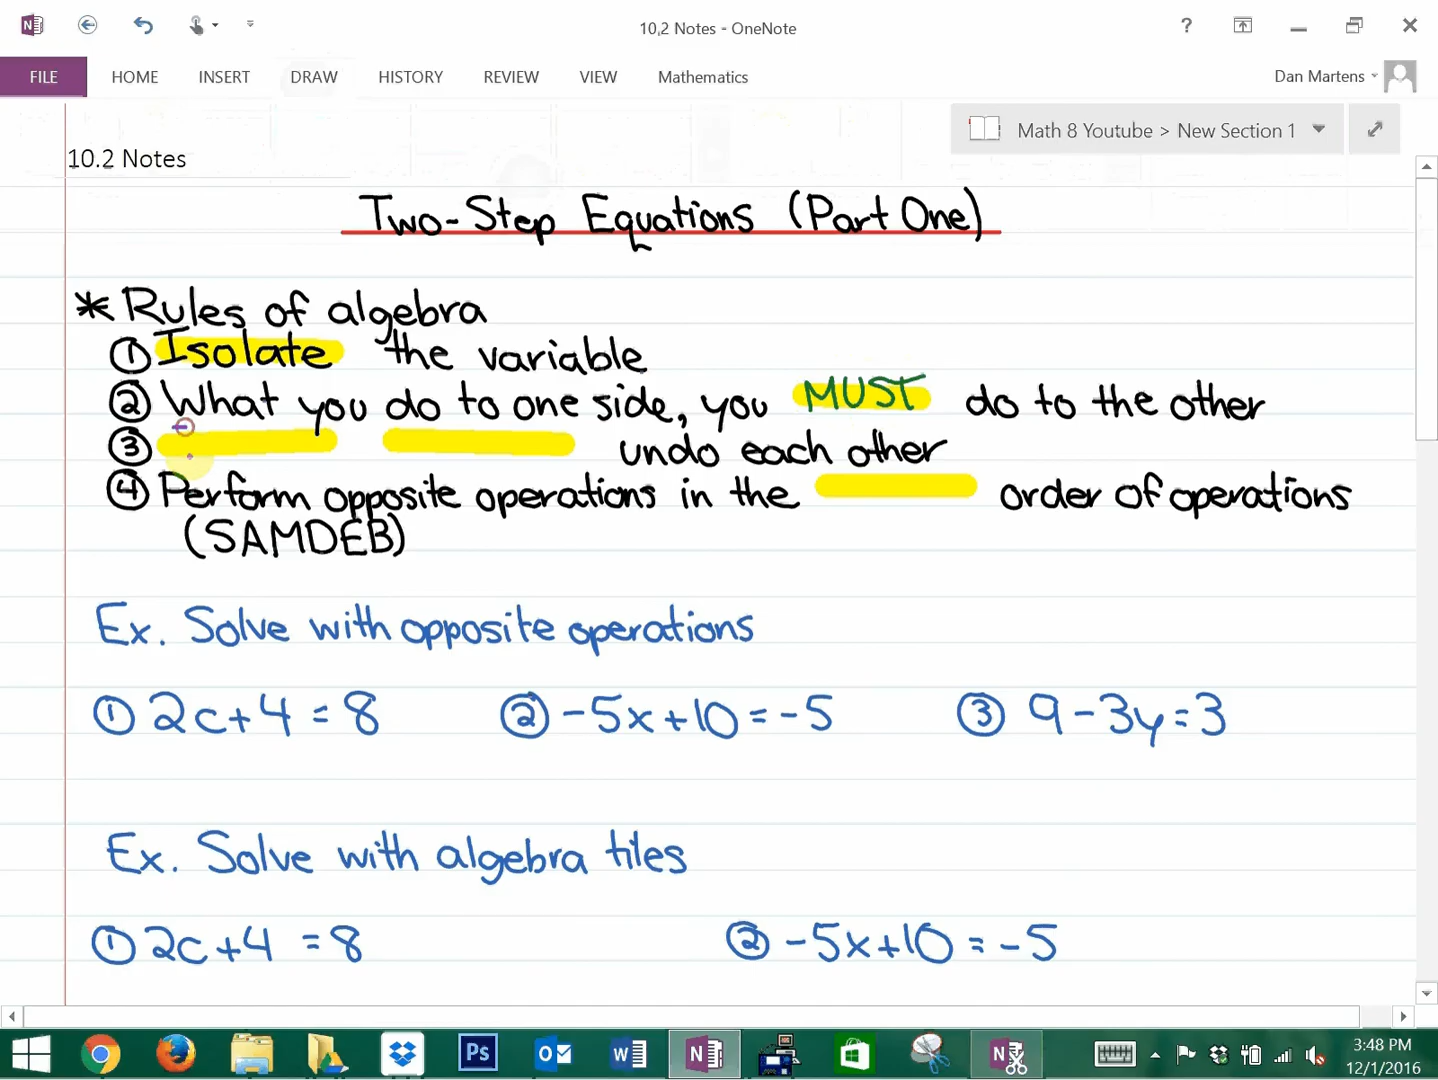 10.2 Notes - OneNote
?
FILE HOME INSERT DRAW HISTORY REVIEW VIEW Mathematics Dan Martens
Math 8 Youtube > New Section 1
10.2 Notes
Two-Step Equations (Part One)
* Rules of algebra
① Isolate the variable
② What you do to one side, you MUST do to the other
③ undo each other
④ Perform opposite operations in the order of operations
(SAMDEB)
Ex. Solve with opposite operations
① 2c+4=8 ② -5x+10=-5 ③ 9-3y=3
Ex. Solve with algebra tiles
① 2c+4=8 ② -5x+10=-5
Ps
3:48 PM
12/1/2016